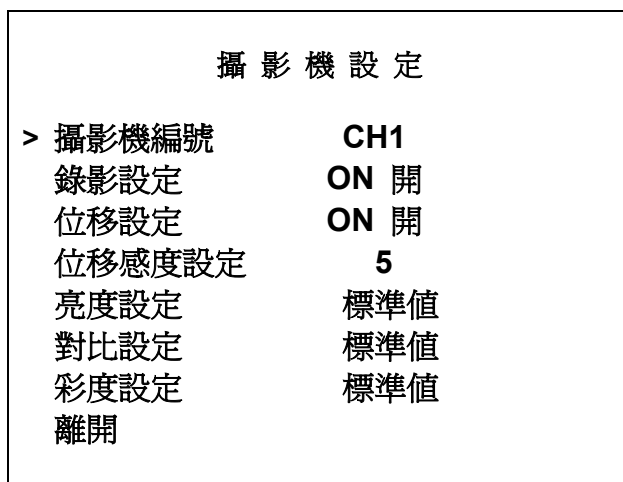 攝影機設定
> 攝影機編號 CH1
錄影設定 ON 開
位移設定 ON 開
位移感度設定 5
亮度設定 標準值
對比設定 標準值
彩度設定 標準值
離開